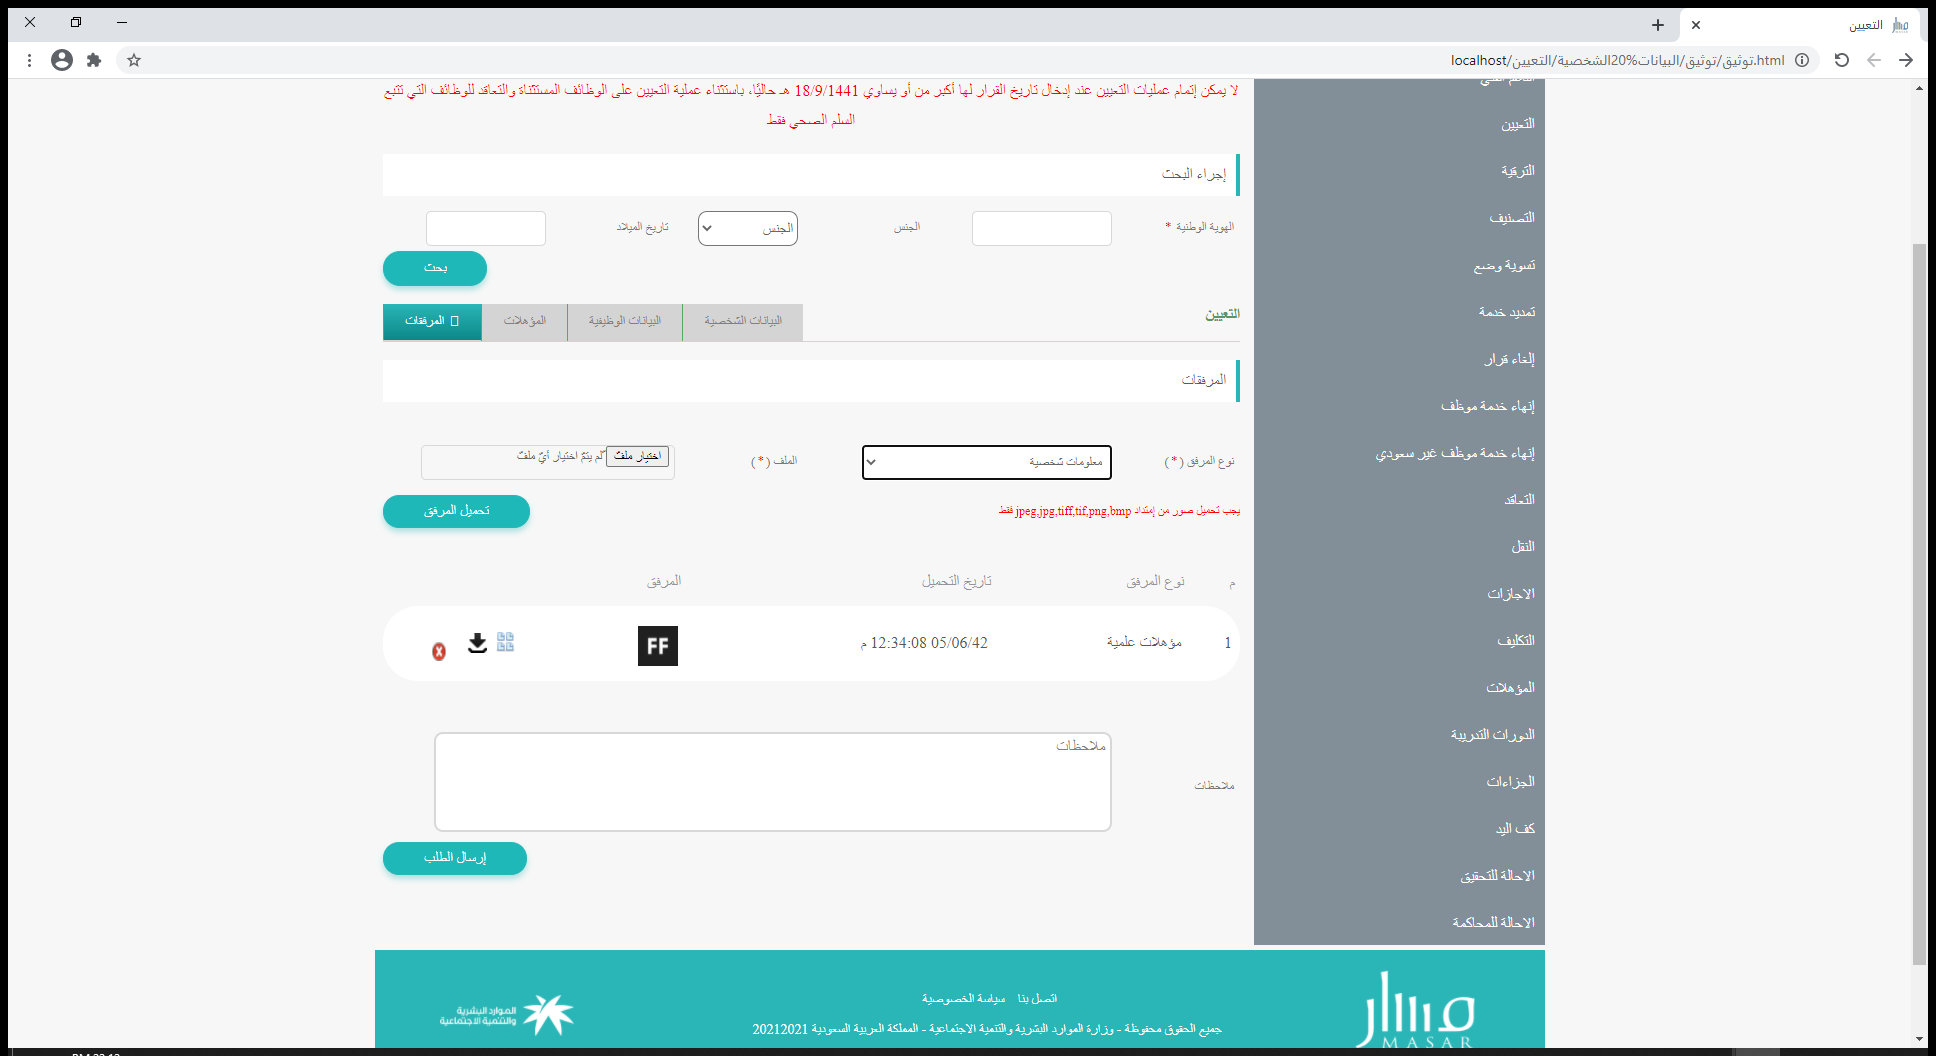 التعيين
localhost/التعيين/الشخصية%20البيانات/توثيق/توثيق.html
لا يمكن إتمام عمليات التعيين عند إدخال تاريخ القرار لها أكبر من أو يساوي 18/9/1441 هـ حاليًا، باستثناء عملية التعيين على الوظائف المستثناة والتعاقد للوظائف التي تتبع
السلم الصحي فقط
إجراء البحث
الهوية الوطنية *
الجنس
الجنس
تاريخ الميلاد
بحث
التعيين
البيانات الشخصية
البيانات الوظيفية
المؤهلات
المرفقات
المرفقات
نوع المرفق (*)
معلومات شخصية
الملف (*)
اختيار ملف
لم يتمّ اختيار أيّ ملف
يجب تحميل صور من إمتداد jpeg,jpg,tiff,tif,png,bmp فقط
تحميل المرفق
م
نوع المرفق
تاريخ التحميل
المرفق
1
مؤهلات علمية
05/06/42 12:34:08 م
FF
ملاحظات
ملاحظات
إرسال الطلب
التعيين
الترقية
التصنيف
تسوية وضع
تمديد خدمة
إلغاء قرار
إنهاء خدمة موظف
إنهاء خدمة موظف غير سعودي
التعاقد
النقل
الاجازات
التكليف
المؤهلات
الدورات التدريبة
الجزاءات
كف اليد
الاحالة للتحقيق
الاحالة للمحاكمة
مسار
MASAR
اتصل بنا
سياسة الخصوصية
جميع الحقوق محفوظة - وزارة الموارد البشرية والتنمية الاجتماعية - المملكة العربية السعودية 20212021
الموارد البشرية
والتنمية الاجتماعية